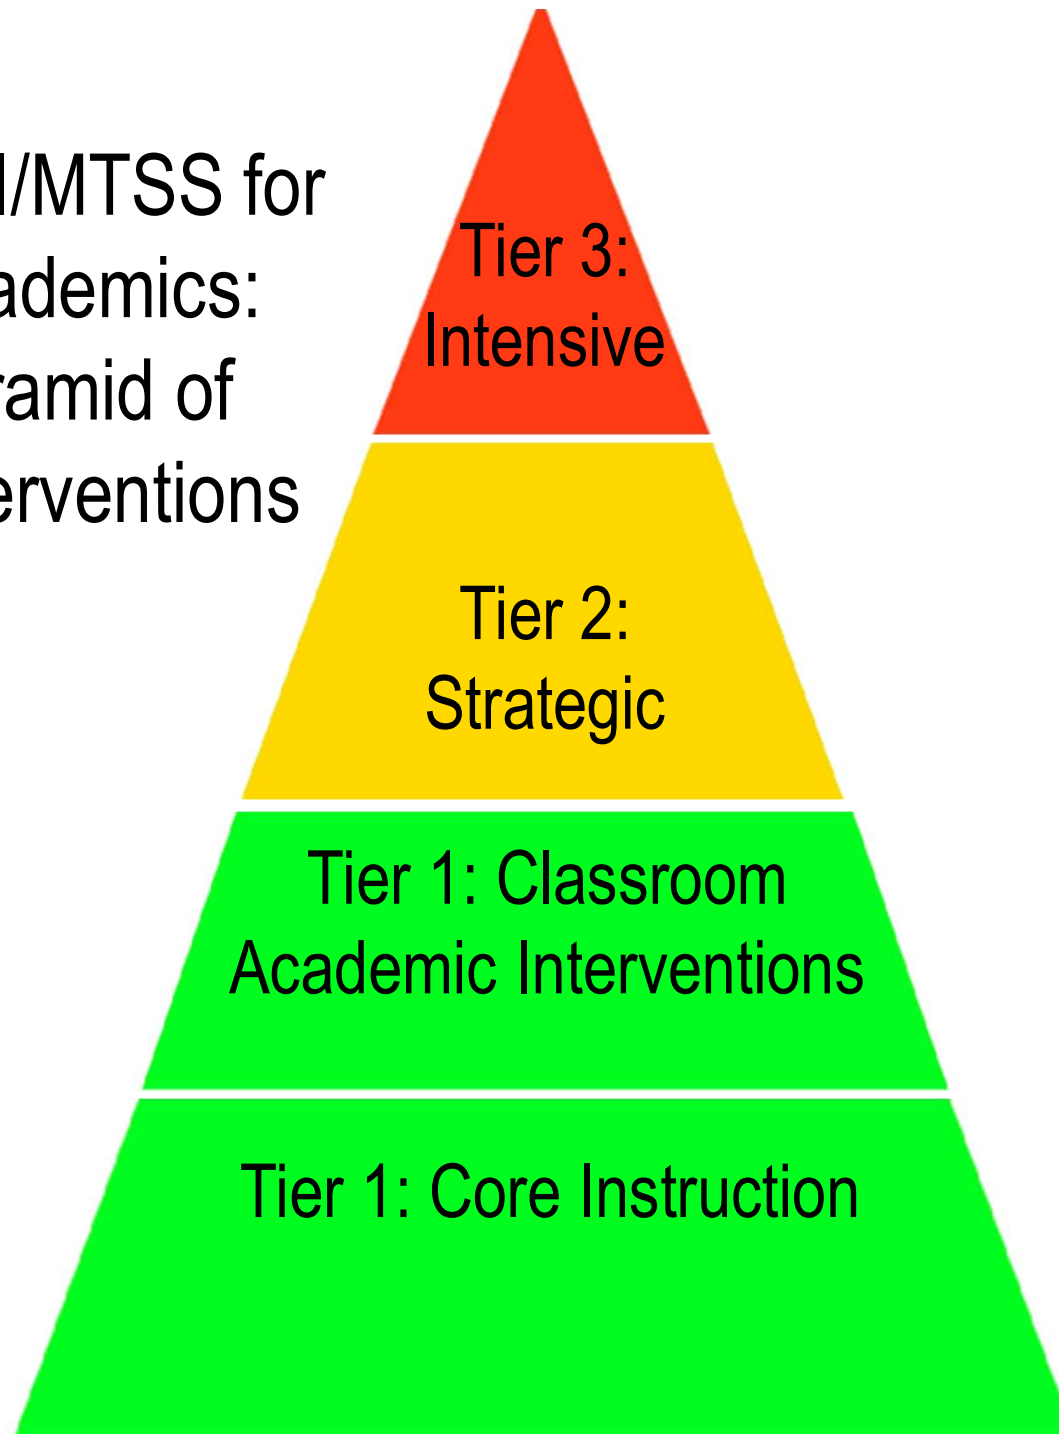 I/MTSS for
ademics:
ramid of
erventions
Tier 3:
Intensive
Tier 2:
Strategic
Tier 1: Classroom
Academic Interventions
Tier 1: Core Instruction